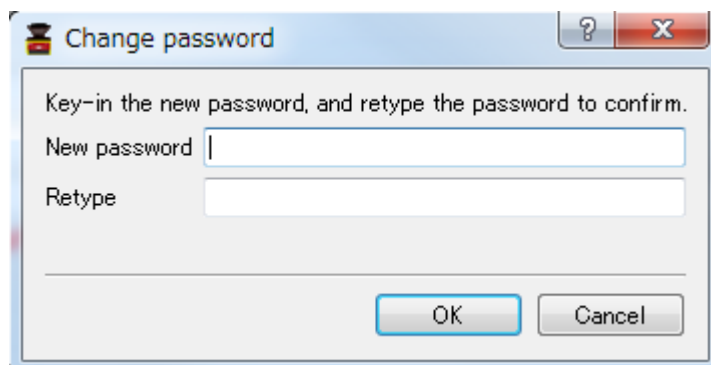 Change password
Key-in the new password, and retype the password to confirm.
New password
Retype
OK
Cancel